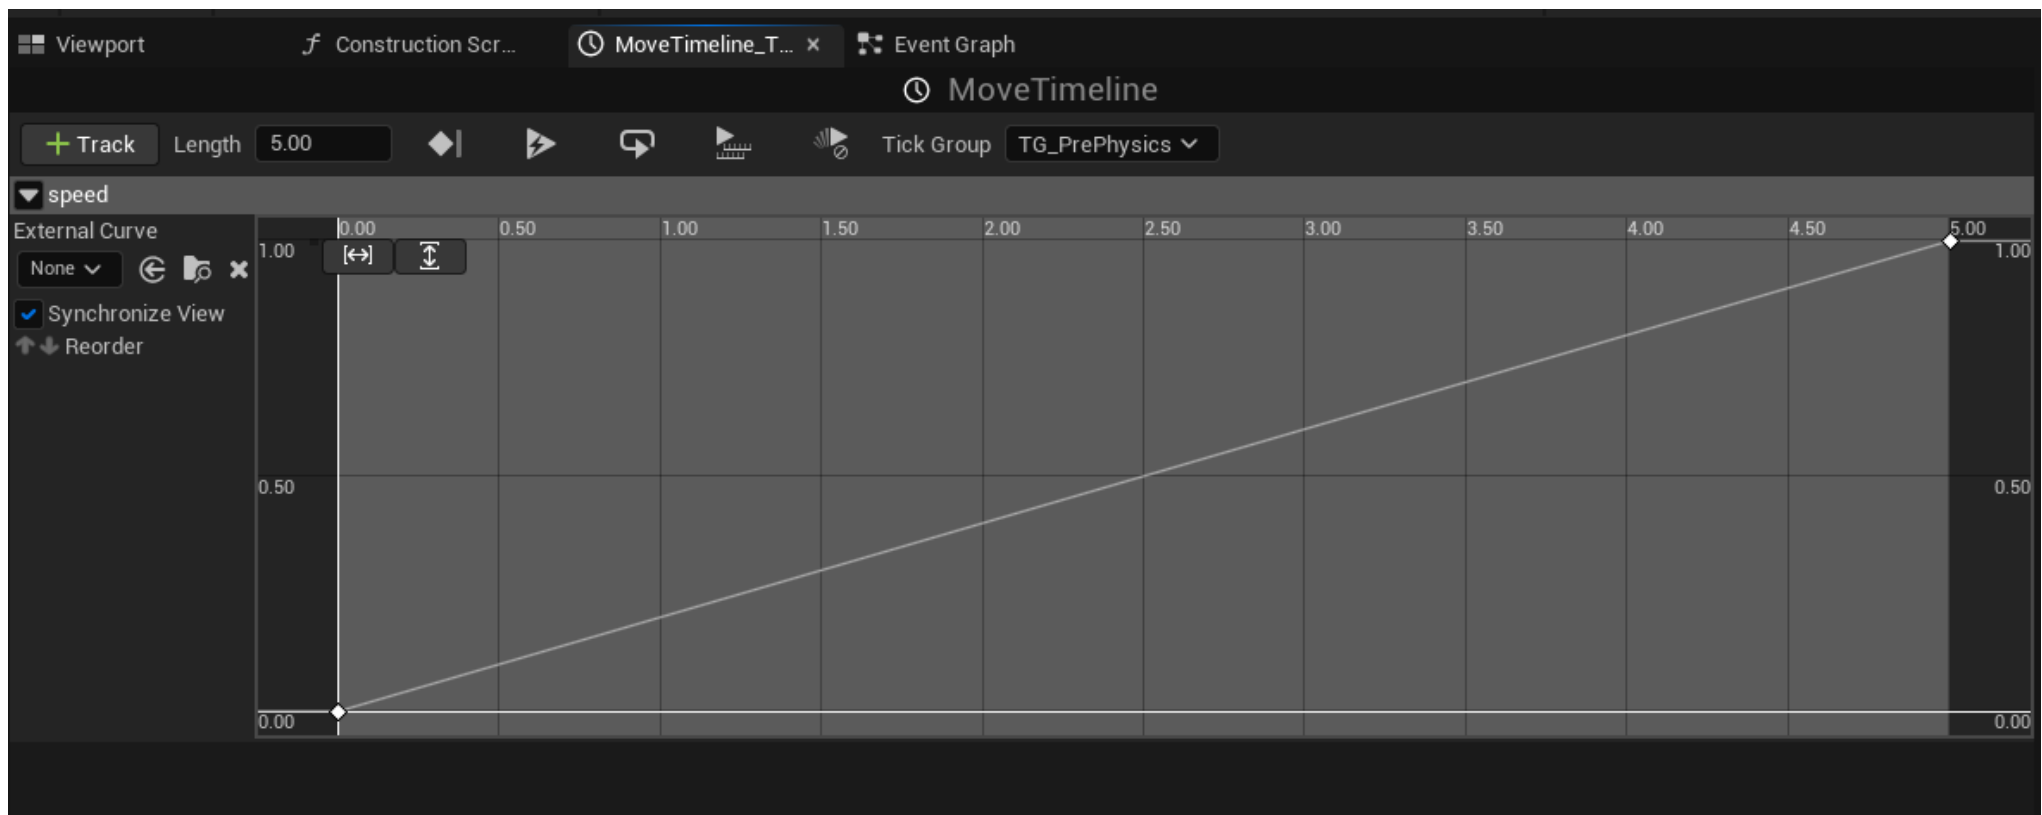 Viewport
Construction Scr...
MoveTimeline_T...
Event Graph
MoveTimeline
Track Length 5.00 Tick Group TG_PrePhysics
speed
External Curve
None
Synchronize View
Reorder
0.00 0.50 1.00 1.50 2.00 2.50 3.00 3.50 4.00 4.50 5.00
1.00 1.00
0.50 0.50
0.00 0.00